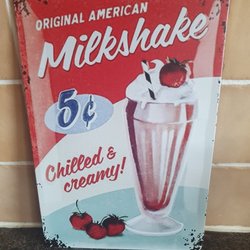 ORIGINAL AMERICAN
Milkshake
5¢
Chilled &
creamy!